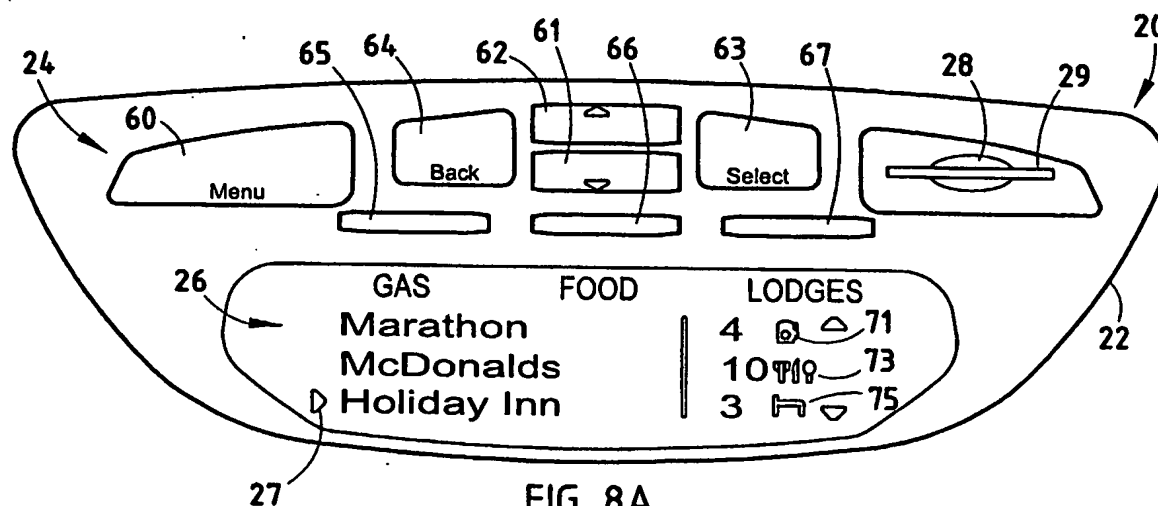 20
61
64 62 66 63 67 28
65
24 29
60
Back
Menu Select
GAS FOOD LODGES
26
Marathon 4 71
22
McDonalds 10 73
Holiday Inn 3 75
27
FIG. 8A